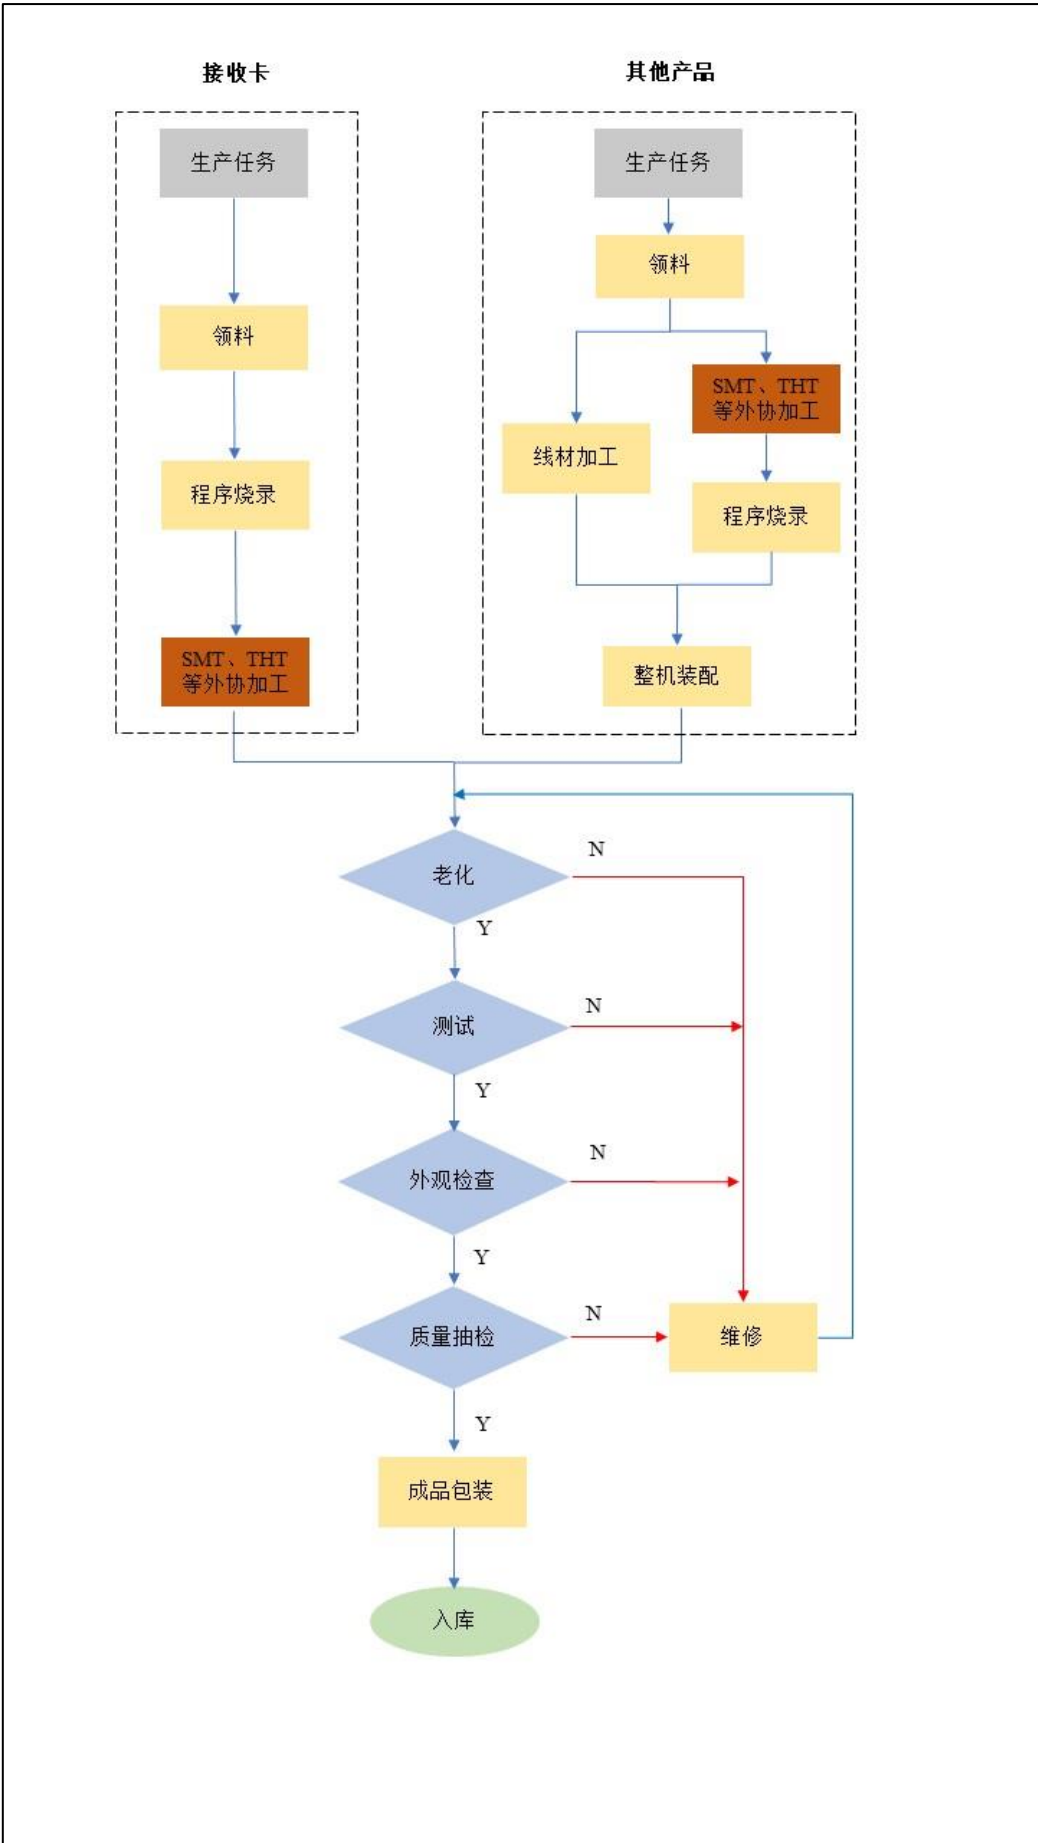 接收卡
生产任务
领料
程序烧录
SMT、THT
等外协加工
其他产品
生产任务
领料
线材加工
SMT、THT
等外协加工
程序烧录
整机装配
老化
N
Y
测试
N
Y
外观检查
N
Y
质量抽检
N
维修
Y
成品包装
入库